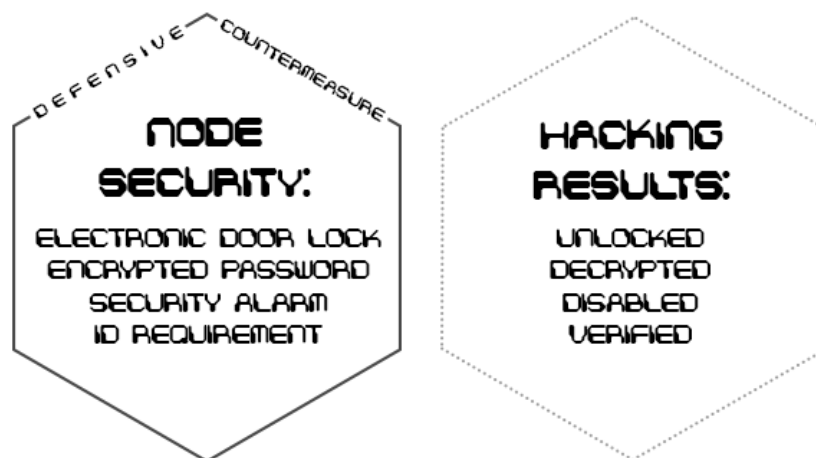 DEFENSIVE COUNTERMEASURE
NODE
SECURITY:
ELECTRONIC DOOR LOCK
ENCRYPTED PASSWORD
SECURITY ALARM
ID REQUIREMENT
HACKING
RESULTS:
UNLOCKED
DECRYPTED
DISABLED
VERIFIED